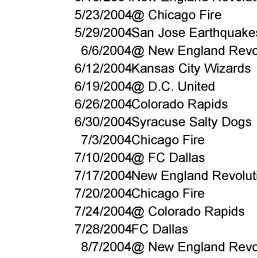 5/23/2004@ Chicago Fire
5/29/2004San Jose Earthquake
6/6/2004@ New England Revo
6/12/2004Kansas City Wizards
6/19/2004@ D.C. United
6/26/2004Colorado Rapids
6/30/2004Syracuse Salty Dogs
7/3/2004Chicago Fire
7/10/2004@ FC Dallas
7/17/2004New England Revolut
7/20/2004Chicago Fire
7/24/2004@ Colorado Rapids
7/28/2004FC Dallas
8/7/2004@ New England Revo